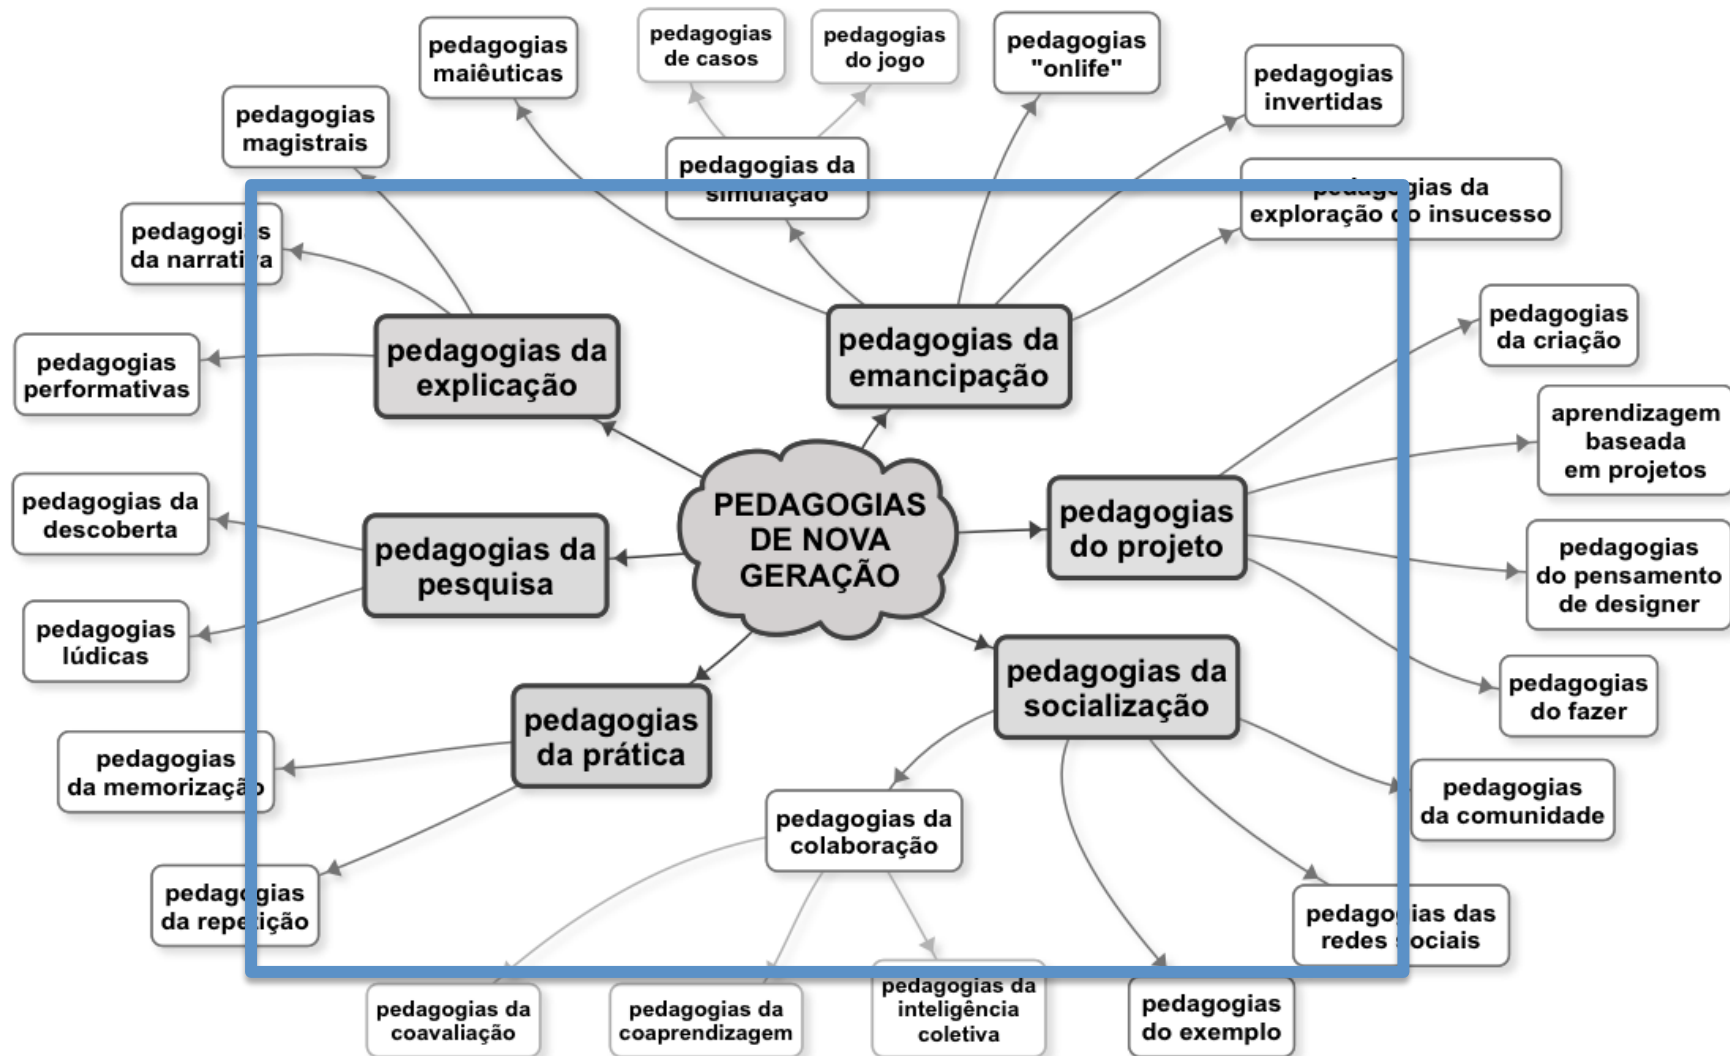 pedagogias
maiêuticas
pedagogias
de casos
pedagogias
do jogo
pedagogias
"onlife"
pedagogias
invertidas
pedagogias
magistrais
pedagogias da
simulação
pedagogias da
exploração do insucesso
pedagogias
da narrativa
pedagogias da
explicação
pedagogias da
emancipação
pedagogias
da criação
pedagogias
performativas
aprendizagem
baseada
em projetos
pedagogias da
descoberta
pedagogias da
pesquisa
PEDAGOGIAS
DE NOVA
GERAÇÃO
pedagogias
do projeto
pedagogias
do pensamento
de designer
pedagogias
lúdicas
pedagogias da
socialização
pedagogias
do fazer
pedagogias
da prática
pedagogias
da memorização
pedagogias da
colaboração
pedagogias
da comunidade
pedagogias
da repetição
pedagogias das
redes sociais
pedagogias da
coavaliação
pedagogias da
coaprendizagem
pedagogias da
inteligência
coletiva
pedagogias
do exemplo